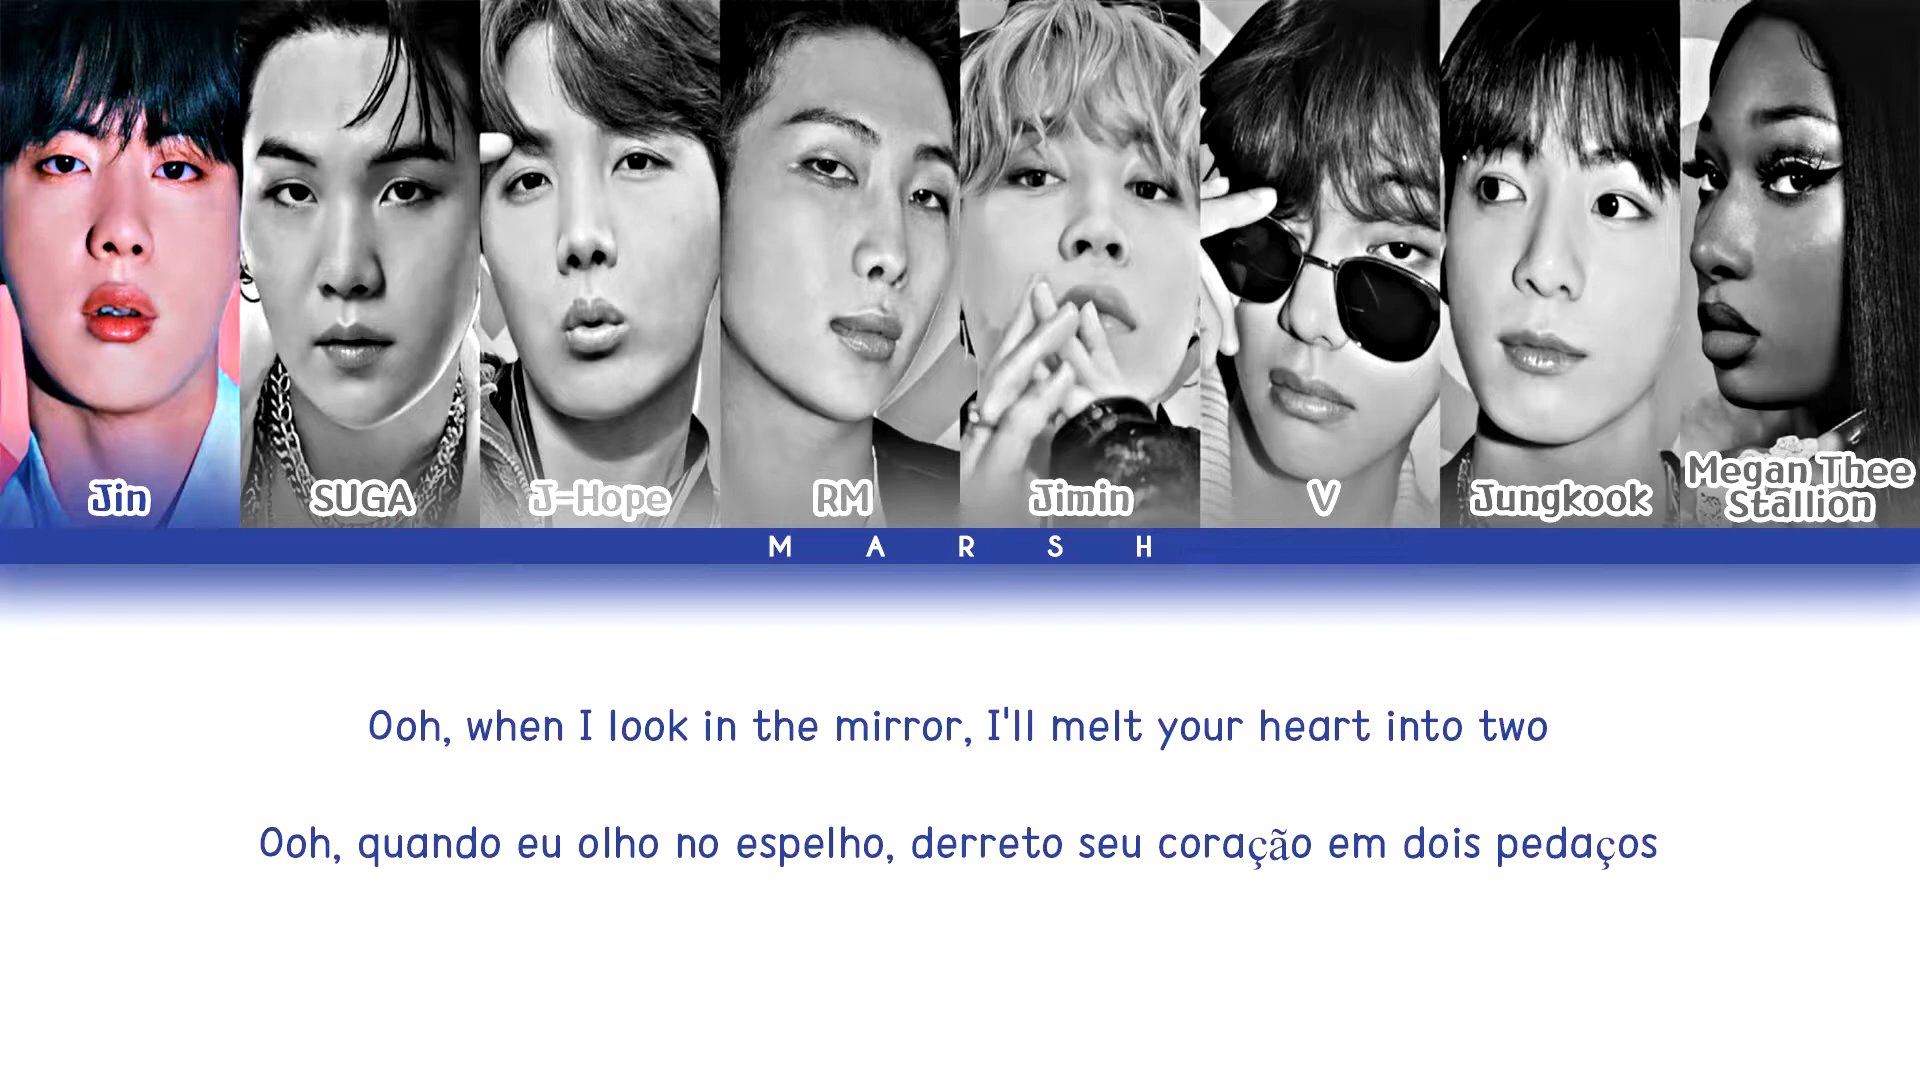 Jin
SUGA
J-Hope
RM
Jimin
V
Jungkook
Megan Thee
Stallion
MARSH
Ooh, when I look in the mirror, I'll melt your heart into two
Ooh, quando eu olho no espelho, derreto seu coração em dois pedaços